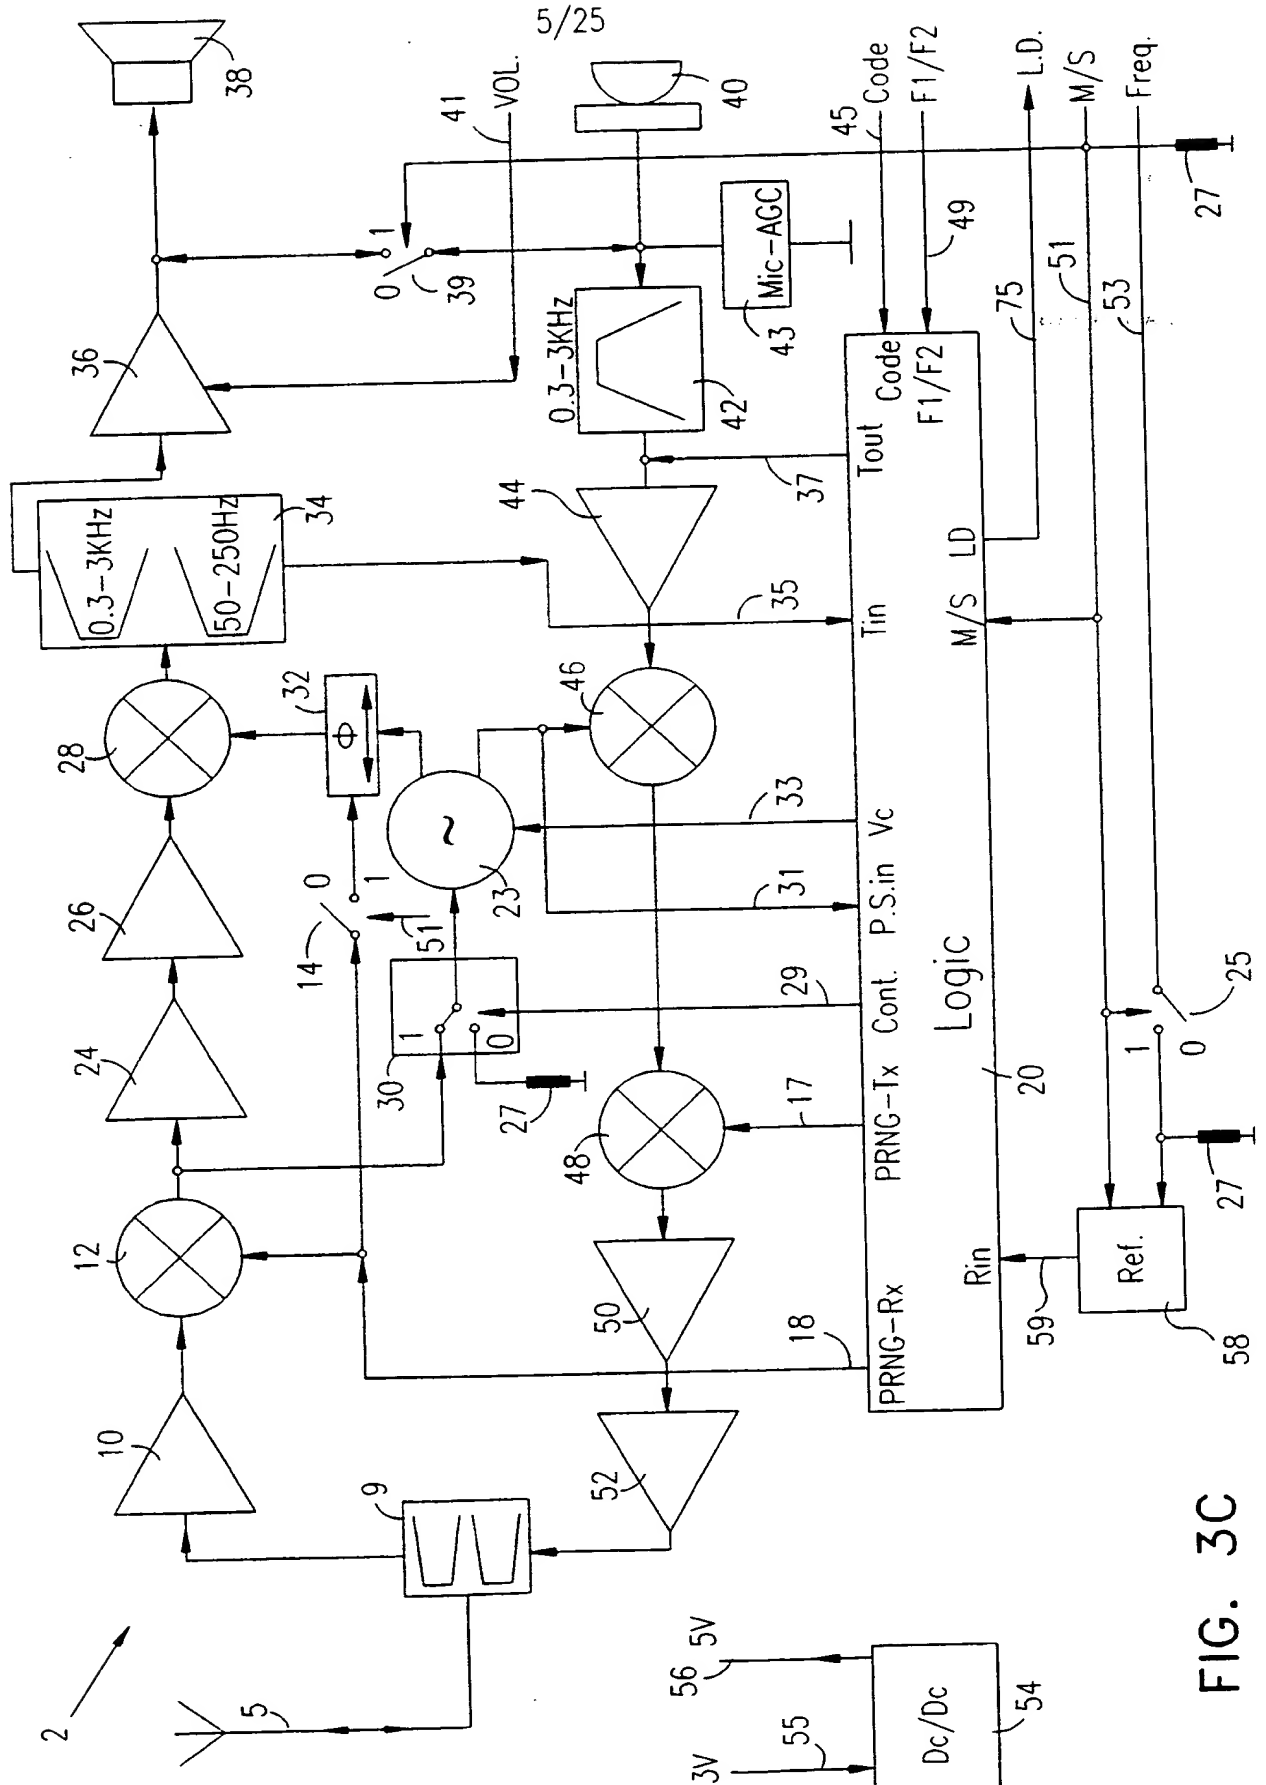 5/25
38
36
0.3-3KHz
50-250Hz
34
28
26
24
12
10
9
5
2
VOL.
41
40
1
0
39
Mic-AGC
43
0.3-3KHz
42
44
37
35
46
32
Φ
~
23
33
31
14
0
1
51
30
1
0
27
29
48
17
50
18
52
45
Code
F1/F2
49
L.D.
M/S
Freq.
27
75
51
53
Tout
Code
F1/F2
Tin
LD
M/S
Vc
P.S.in
Cont.
PRNG-Tx
PRNG-Rx
Logic
20
Rin
59
Ref.
58
27
1
0
25
56
5V
3V
55
Dc/Dc
54
FIG. 3C